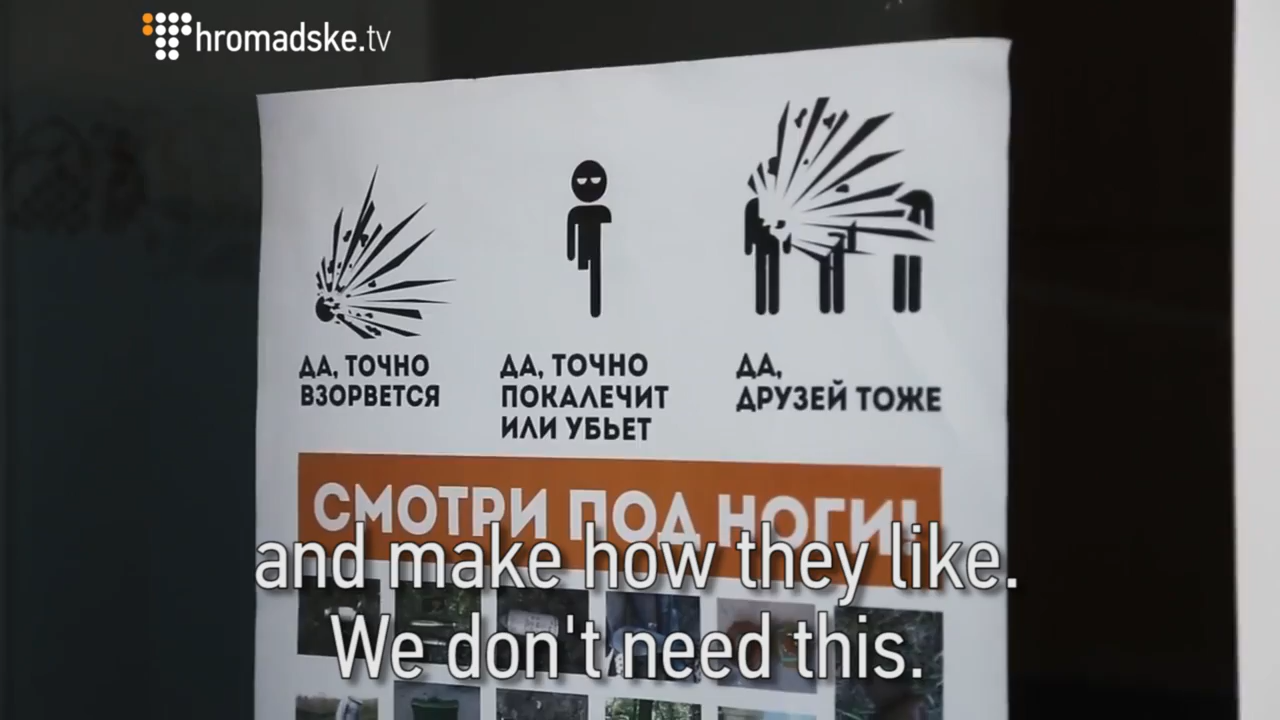 hromadske.tv
ДА, ТОЧНО
ВЗОРВЕТСЯ
ДА, ТОЧНО
ПОКАЛЕЧИТ
ИЛИ УБЬЕТ
ДА,
ДРУЗЕЙ ТОЖЕ
СМОТРИ ПОД НОГИ!
and make how they like.
We don't need this.